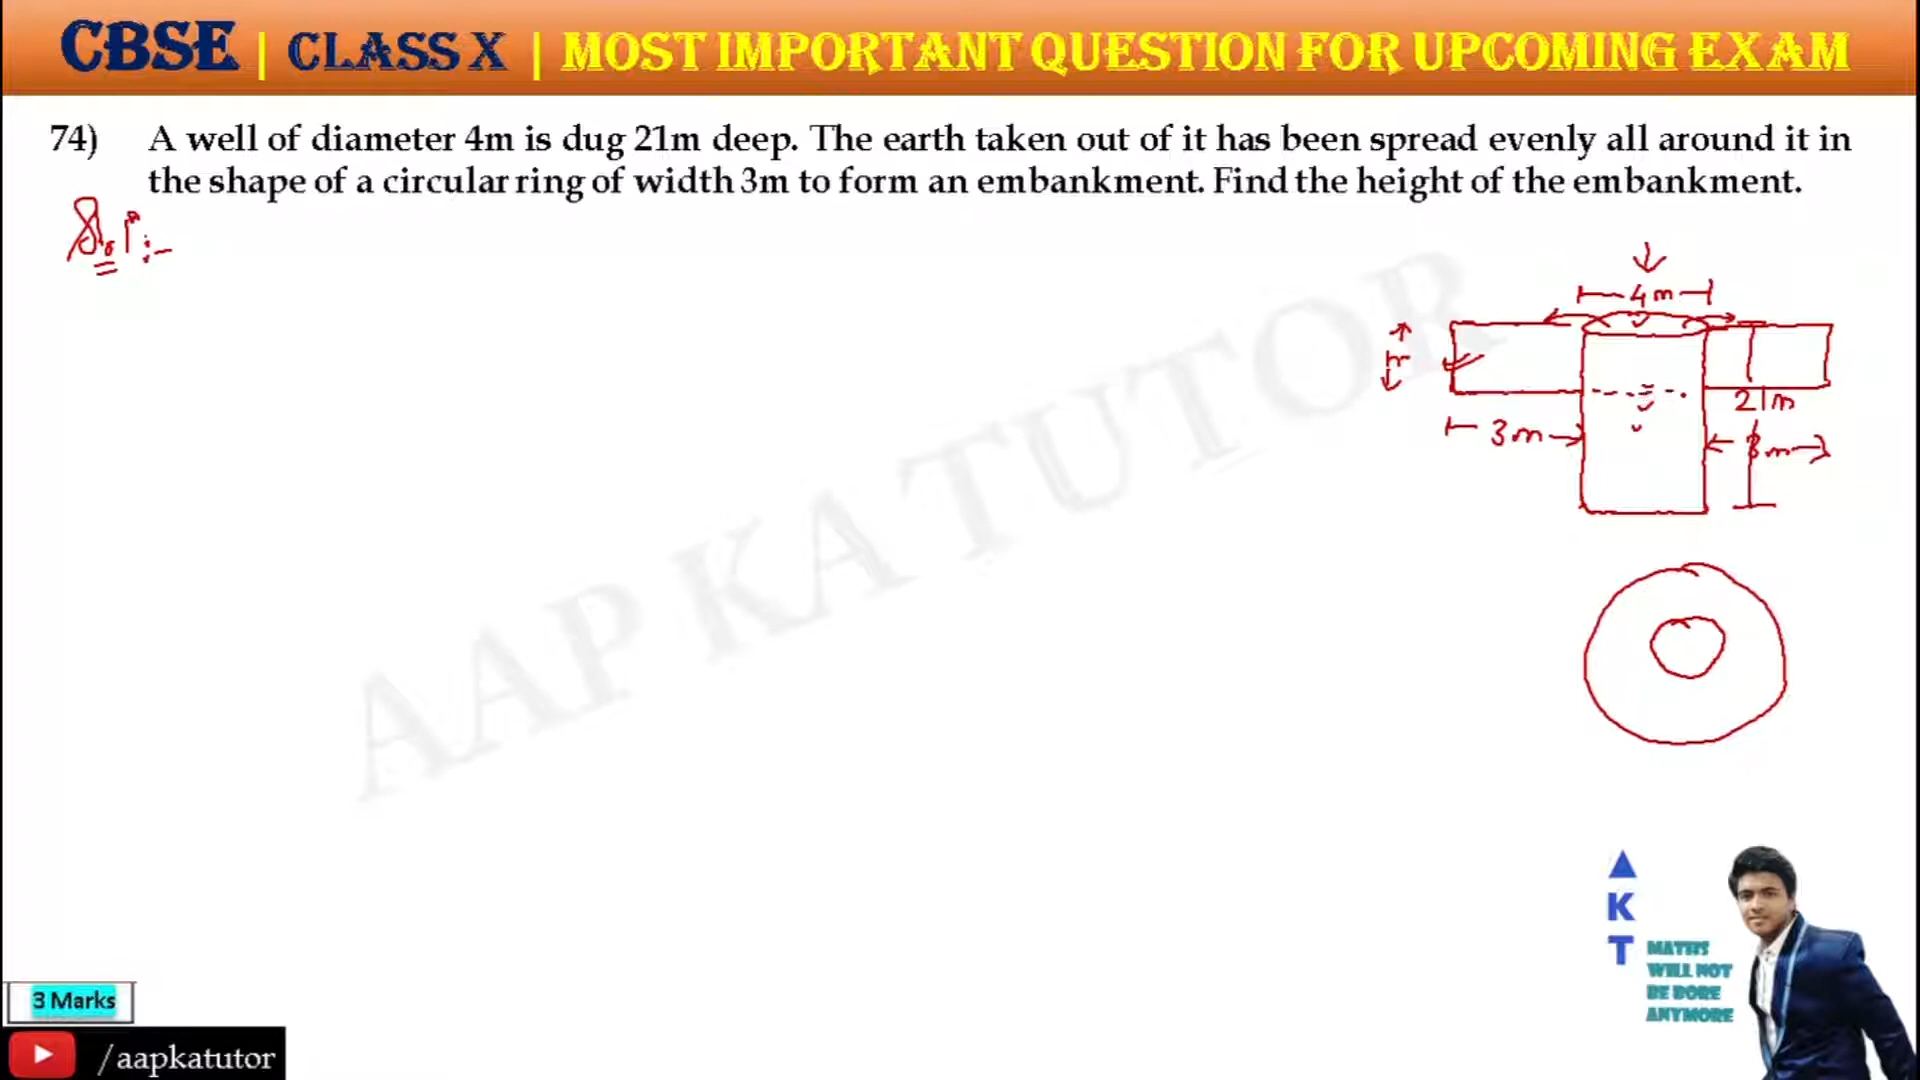 CBSE | CLASS X | MOST IMPORTANT QUESTION FOR UPCOMING EXAM
74) A well of diameter 4m is dug 21m deep. The earth taken out of it has been spread evenly all around it in
the shape of a circular ring of width 3m to form an embankment. Find the height of the embankment.
Sol:-
4m
21m
3m
3m
AAPKA TUTOR
AKT
MATHS
WILL NOT
BE BORE
ANYMORE
3 Marks
/aapkatutor